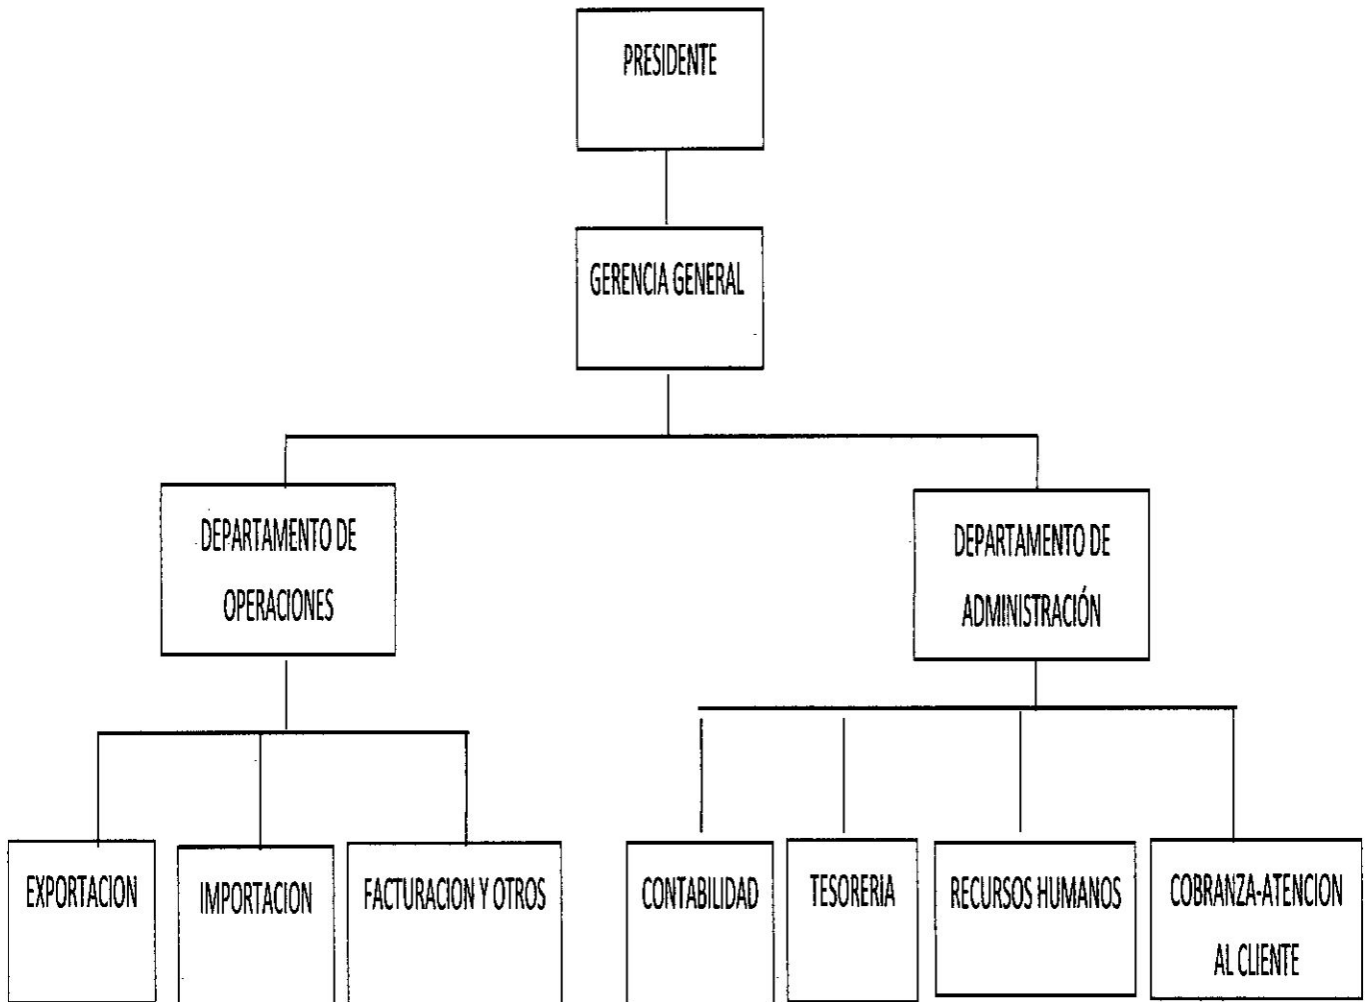 PRESIDENTE
GERENCIA GENERAL
DEPARTAMENTO DE
OPERACIONES
DEPARTAMENTO DE
ADMINISTRACIÓN
EXPORTACION
IMPORTACION
FACTURACION Y OTROS
CONTABILIDAD
TESORERIA
RECURSOS HUMANOS
COBRANZA-ATENCION
AL CLIENTE